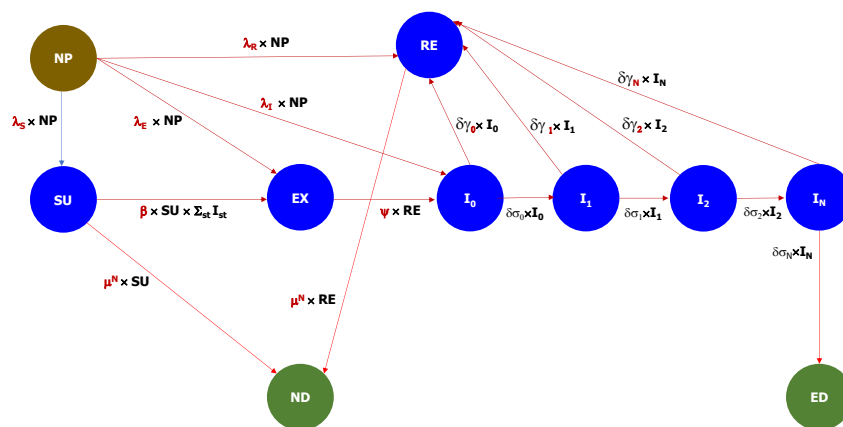 NP
RE
λR × NP
λI × NP
λS × NP
λE × NP
δγ0× I0
δγ 1× I1
δγ2× I2
δγN× IN
SU
EX
I0
I1
I2
IN
β × SU × Σst Ist
ψ × RE
δσ0×I0
δσ1×I1
δσ2×I2
δσN×IN
μN × SU
μN × RE
ND
ED